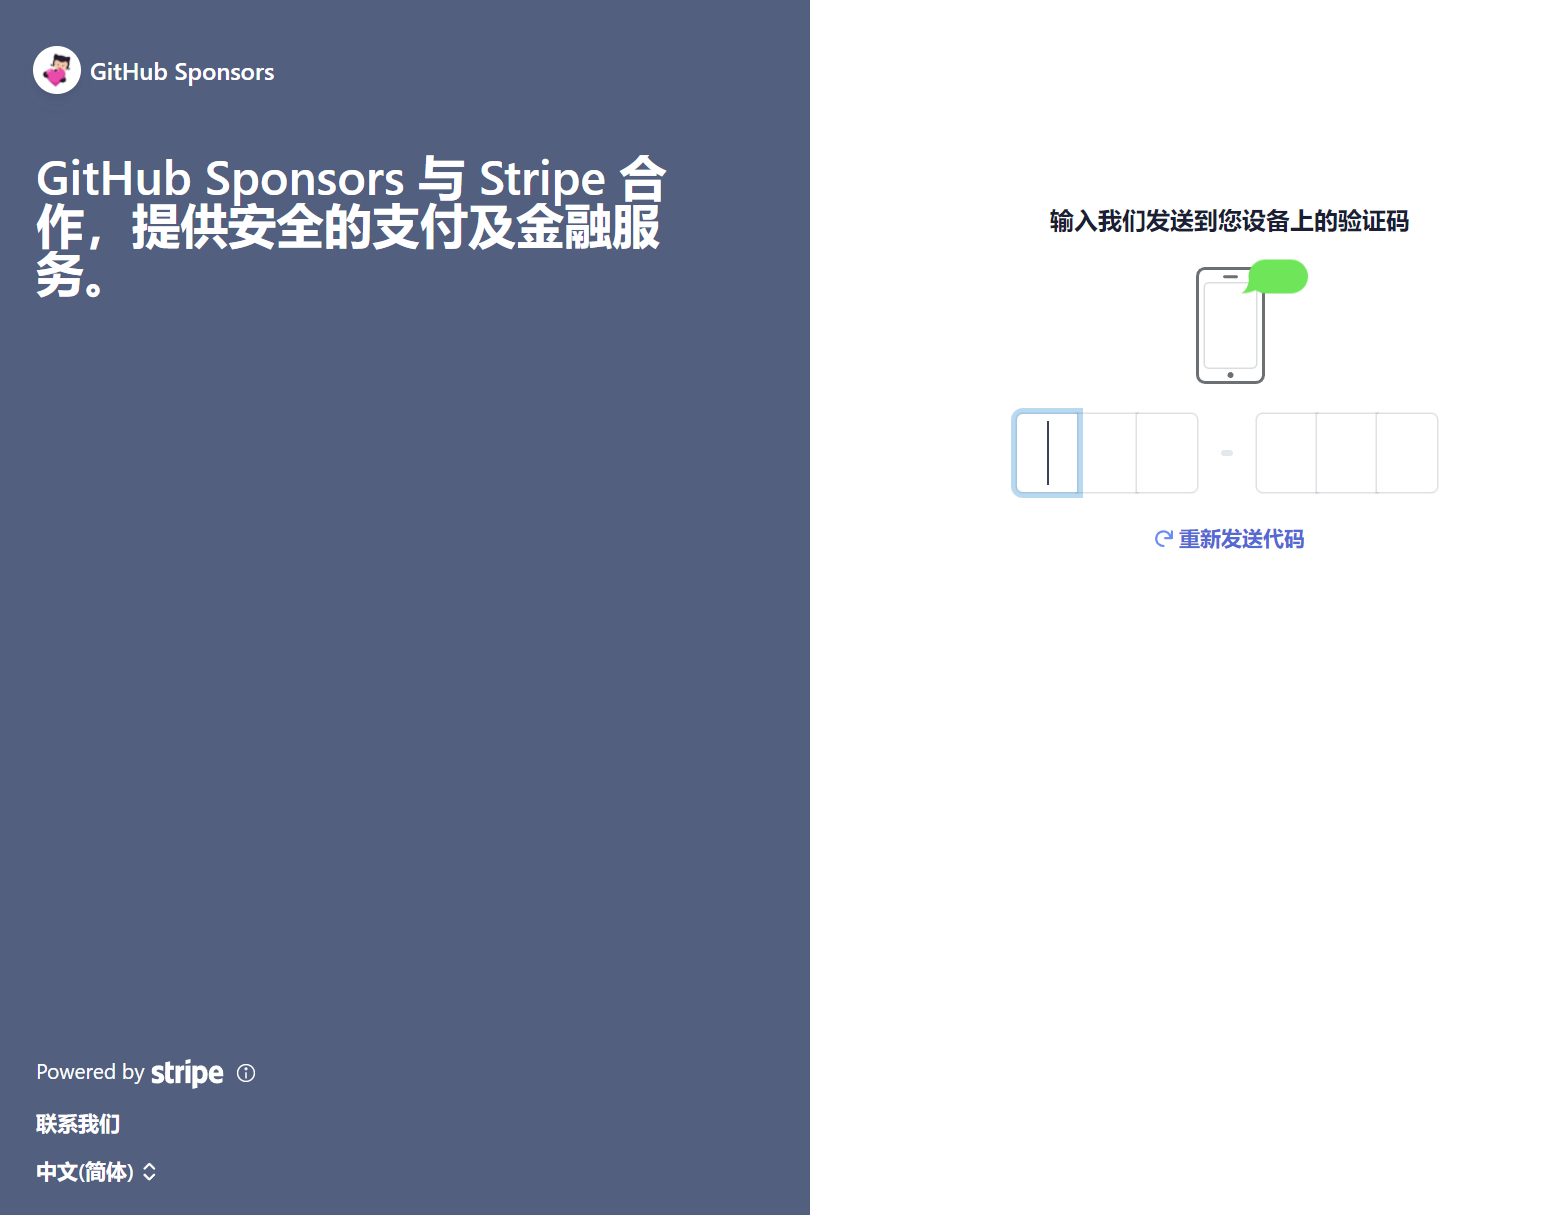 GitHub Sponsors
GitHub Sponsors 与 Stripe 合
作，提供安全的支付及金融服
务。
输入我们发送到您设备上的验证码
重新发送代码
Powered by stripe
联系我们
中文(简体)